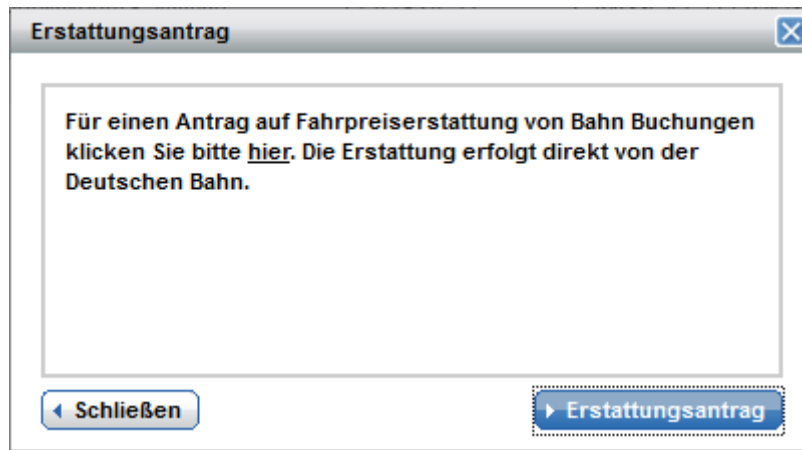 Erstattungsantrag
Für einen Antrag auf Fahrpreiserstattung von Bahn Buchungen
klicken Sie bitte hier. Die Erstattung erfolgt direkt von der
Deutschen Bahn.
Schließen
Erstattungsantrag